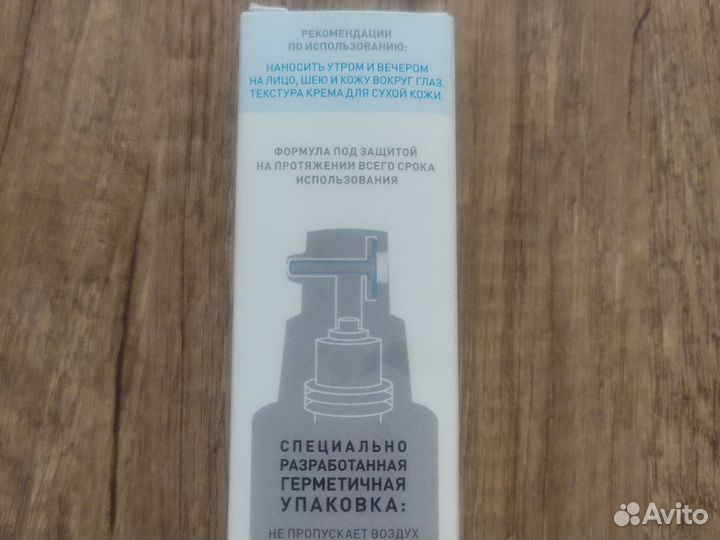 РЕКОМЕНДАЦИИ
ПО ИСПОЛЬЗОВАНИЮ:
НАНОСИТЬ УТРОМ И ВЕЧЕРОМ
НА ЛИЦО, ШЕЮ И КОЖУ ВОКРУГ ГЛАЗ.
ТЕКСТУРА КРЕМА ДЛЯ СУХОЙ КОЖИ.
ФОРМУЛА ПОД ЗАЩИТОЙ
НА ПРОТЯЖЕНИИ ВСЕГО СРОКА
ИСПОЛЬЗОВАНИЯ
СПЕЦИАЛЬНО
РАЗРАБОТАННАЯ
ГЕРМЕТИЧНАЯ
УПАКОВКА:
НЕ ПРОПУСКАЕТ ВОЗДУХ
Avito